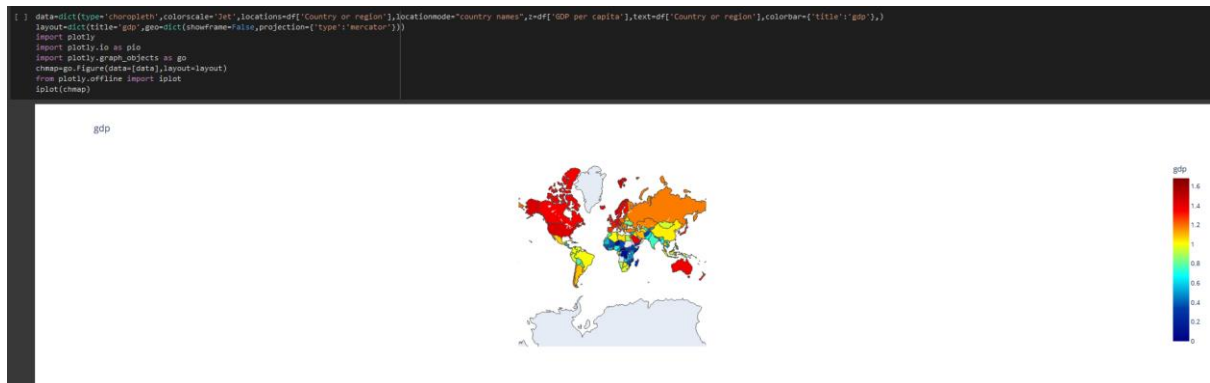 [ ] data=dict(type='choropleth',colorscale='Jet',locations=df['Country or region'],locationmode="country names",z=df['GDP per capita'],text=df['Country or region'],colorbar={'title':'gdp'},)
layout=dict(title='gdp',geo=dict(showframe=False,projection={'type':'mercator'}))
import plotly
import plotly.io as pio
import plotly.graph_objects as go
chmap=go.Figure(data=[data],layout=layout)
from plotly.offline import iplot
iplot(chmap)
gdp
gdp
1.6
1.4
1.2
1
0.8
0.6
0.4
0.2
0